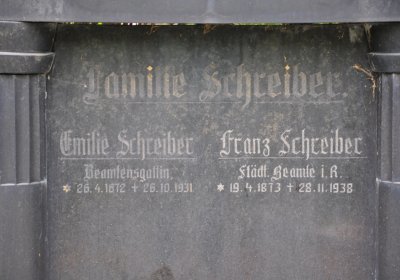 Familie Schreiber.
Emilie Schreiber
Beamtensgattin,
* 26.4.1872 + 26.10.1931
Franz Schreiber
Städt. Beamte i.R.
* 19.4.1873 + 28.11.1938